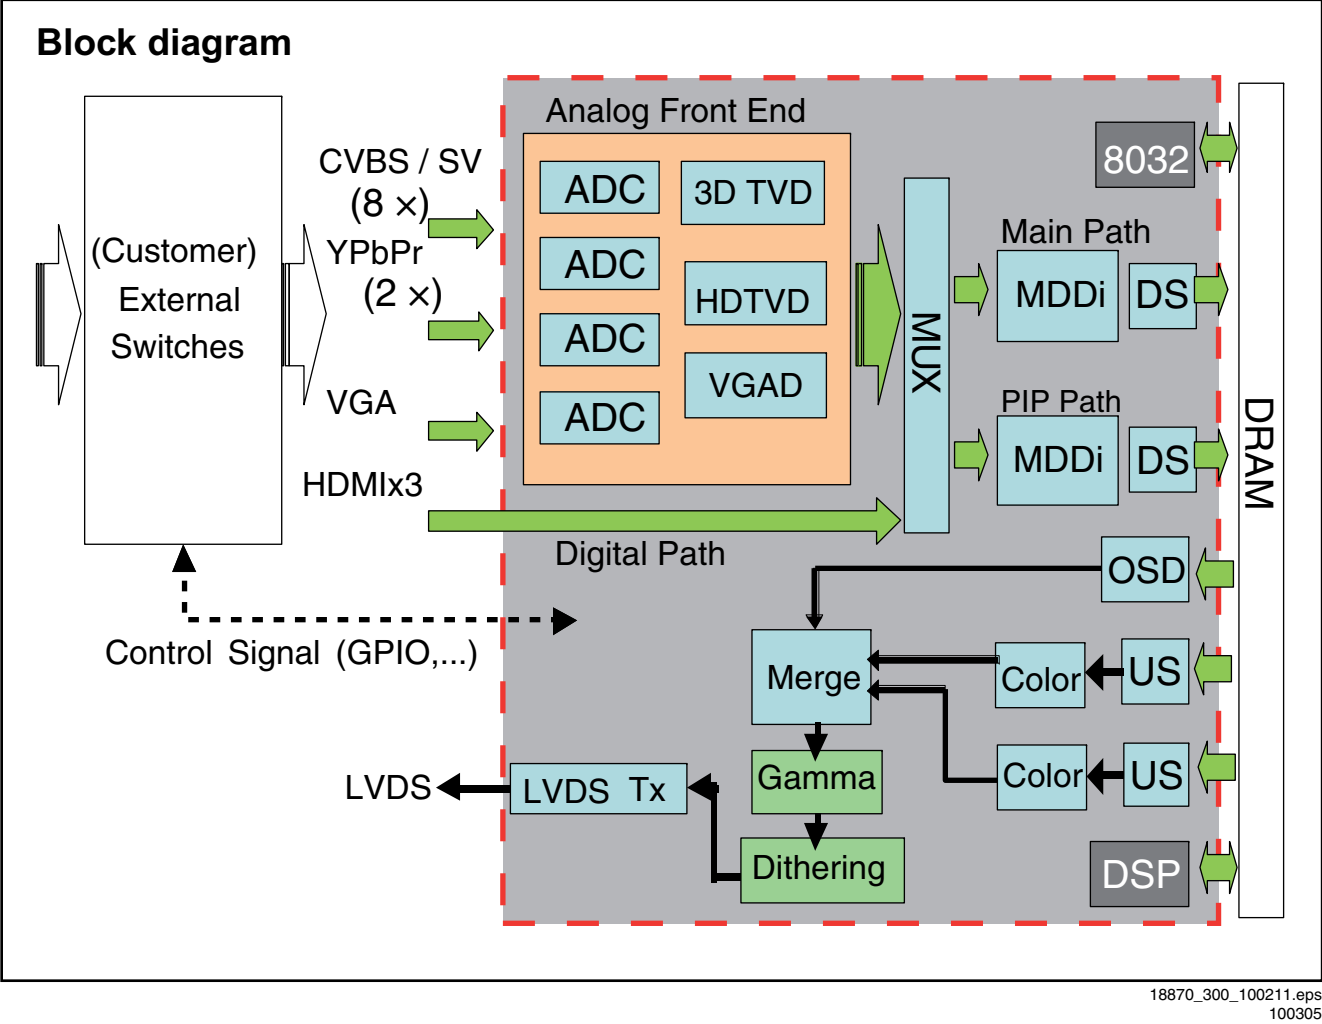 Block diagram
(Customer)
External
Switches
CVBS / SV
(8 ×)
YPbPr
(2 ×)
VGA
HDMIx3
Control Signal (GPIO,...)
Analog Front End
ADC
ADC
ADC
ADC
3D TVD
HDTVD
VGAD
Digital Path
MUX
8032
Main Path
MDDi
DS
PIP Path
MDDi
DS
DRAM
OSD
Merge
Color
US
Color
US
Gamma
Dithering
LVDS Tx
LVDS
DSP
18870_300_100211.eps
100305